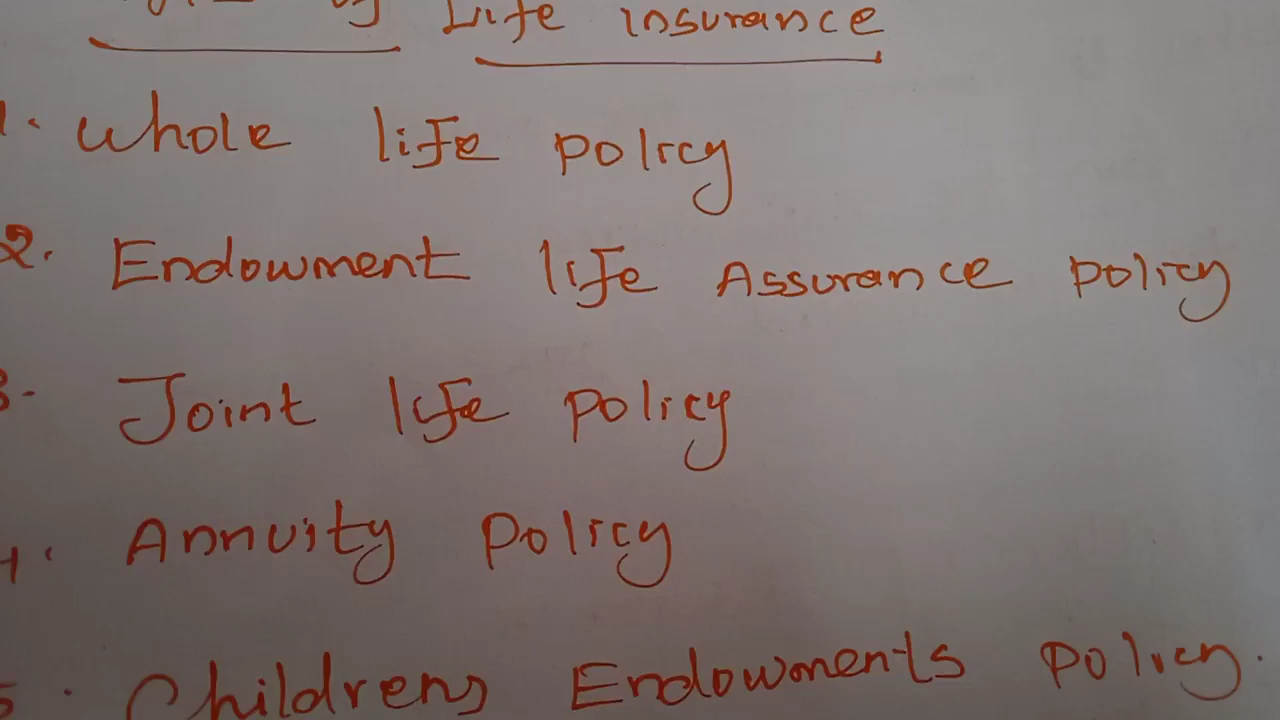 Life insurance
1. Whole life policy
2. Endowment life Assurance policy
3- Joint life policy
4. Annuity Policy
5. Childrens Endowments Policy.